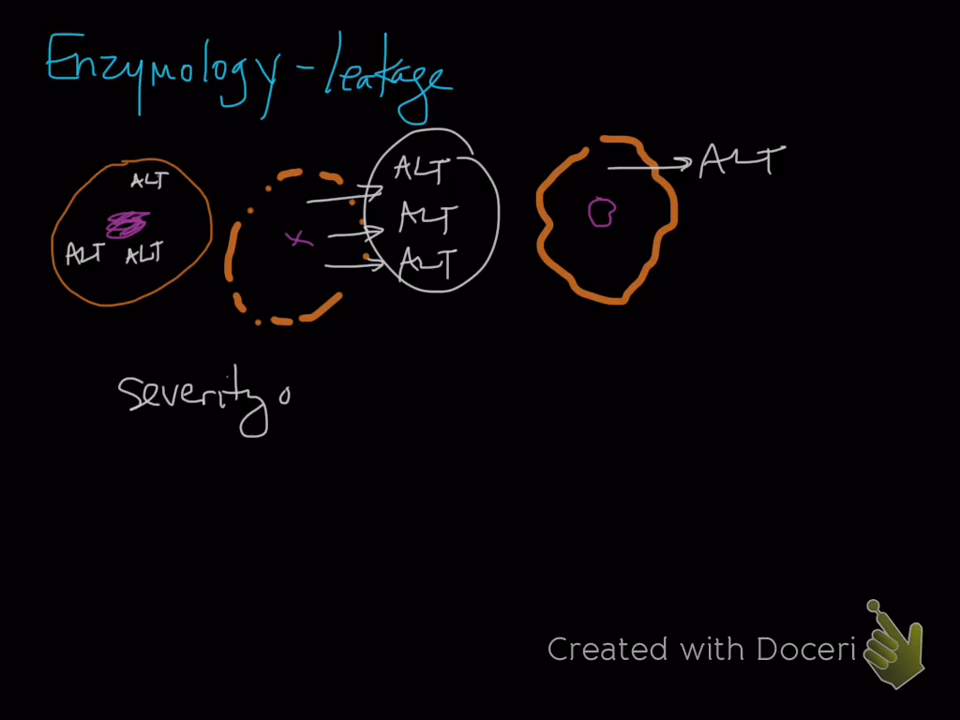 Enzymology - leakage
ALT
ALT ALT
ALT
ALT
ALT
ALT
severity o
Created with Doceri